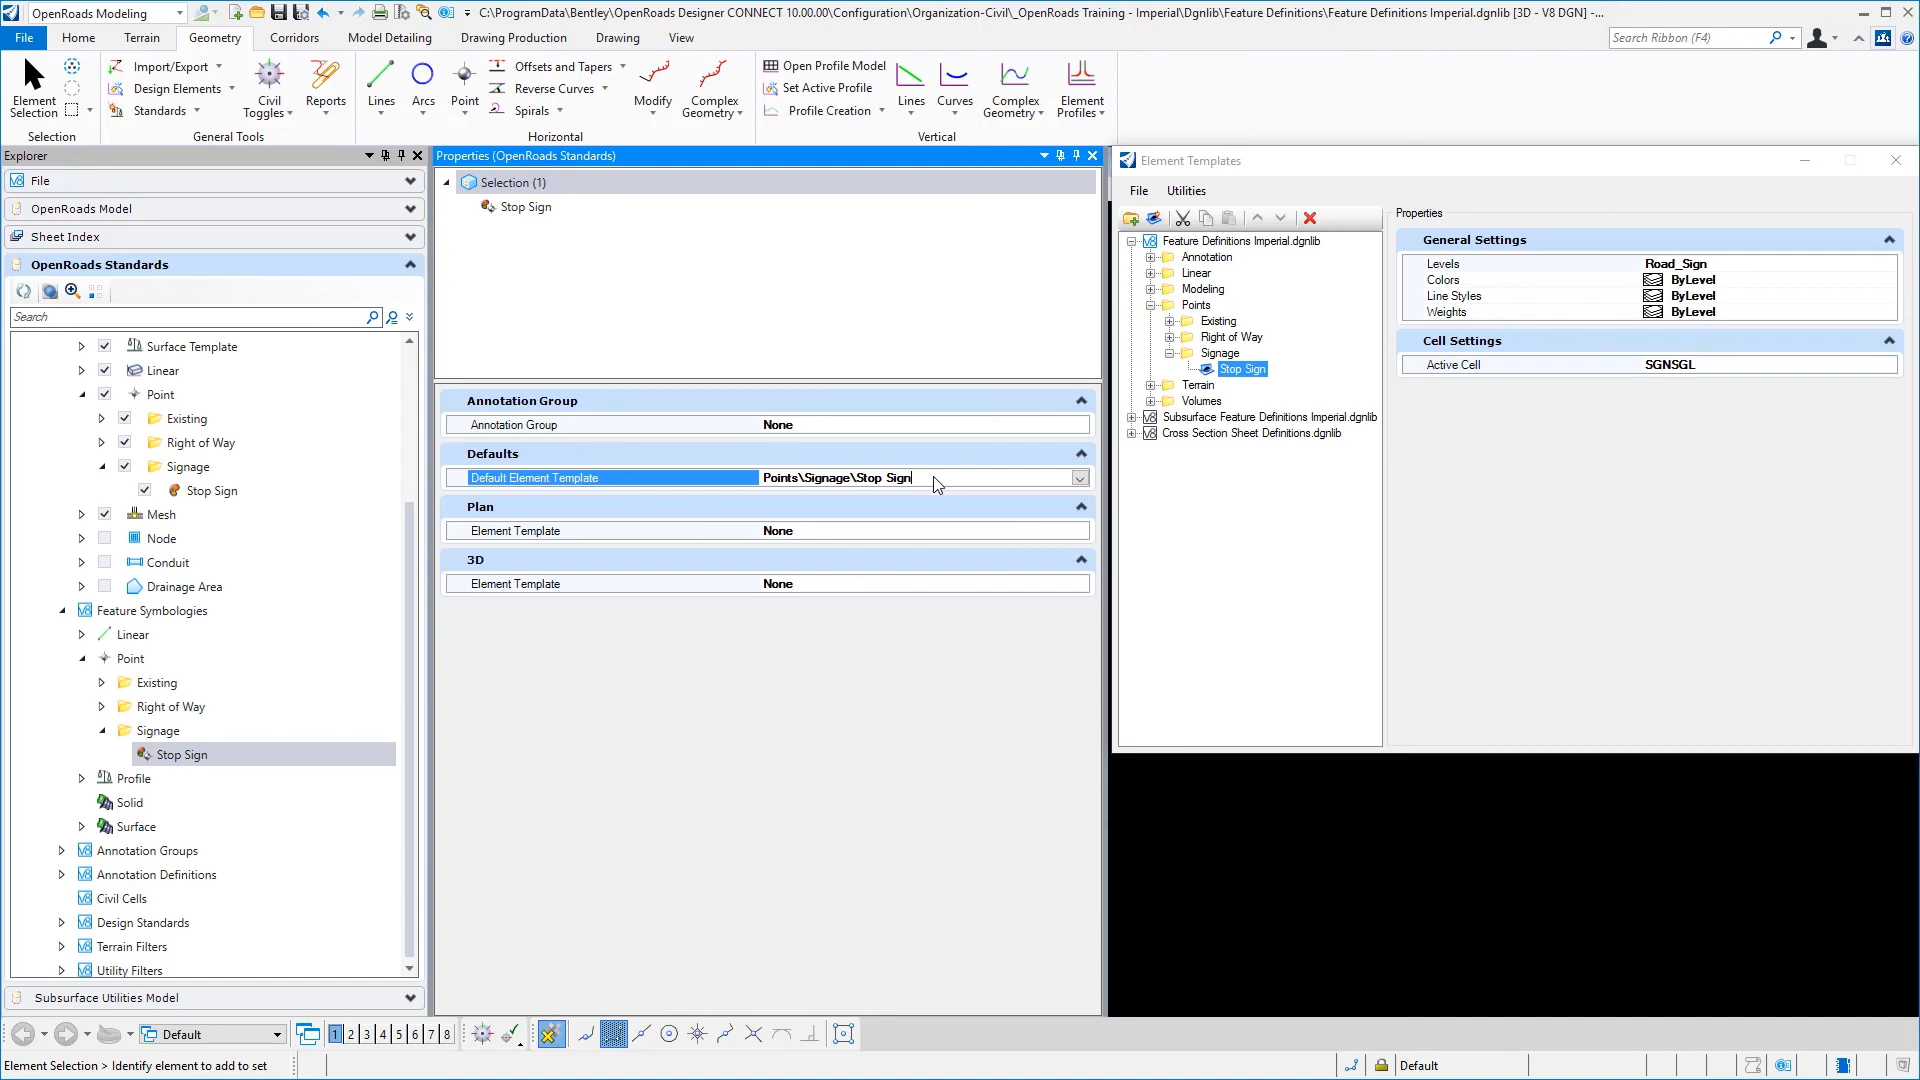 OpenRoads Modeling
C:\ProgramData\Bentley\OpenRoads Designer CONNECT 10.00.00\Configuration\Organization-Civil\_OpenRoads Training - Imperial\Dgnlib\Feature Definitions\Feature Definitions Imperial.dgnlib [3D - V8 DGN] -...
File Home Terrain Geometry Corridors Model Detailing Drawing Production Drawing View
Search Ribbon (F4)
Element Selection
Selection
Import/Export
Design Elements
Standards
Civil Toggles
Reports
General Tools
Lines
Arcs
Point
Offsets and Tapers
Reverse Curves
Spirals
Modify
Complex Geometry
Horizontal
Open Profile Model
Set Active Profile
Profile Creation
Lines
Curves
Complex Geometry
Element Profiles
Vertical
Explorer
File
OpenRoads Model
Sheet Index
OpenRoads Standards
Search
Surface Template
Linear
Point
Existing
Right of Way
Signage
Stop Sign
Mesh
Node
Conduit
Drainage Area
Feature Symbologies
Linear
Point
Existing
Right of Way
Signage
Stop Sign
Profile
Solid
Surface
Annotation Groups
Annotation Definitions
Civil Cells
Design Standards
Terrain Filters
Utility Filters
Subsurface Utilities Model
Properties (OpenRoads Standards)
Selection (1)
Stop Sign
Annotation Group
Annotation Group None
Defaults
Default Element Template Points\Signage\Stop Sign
Plan
Element Template None
3D
Element Template None
Element Templates
File Utilities
Feature Definitions Imperial.dgnlib
Annotation
Linear
Modeling
Points
Existing
Right of Way
Signage
Stop Sign
Terrain
Volumes
Subsurface Feature Definitions Imperial.dgnlib
Cross Section Sheet Definitions.dgnlib
Properties
General Settings
Levels Road_Sign
Colors ByLevel
Line Styles ByLevel
Weights ByLevel
Cell Settings
Active Cell SGNSGL
Default
1 2 3 4 5 6 7 8
Element Selection > Identify element to add to set
Default